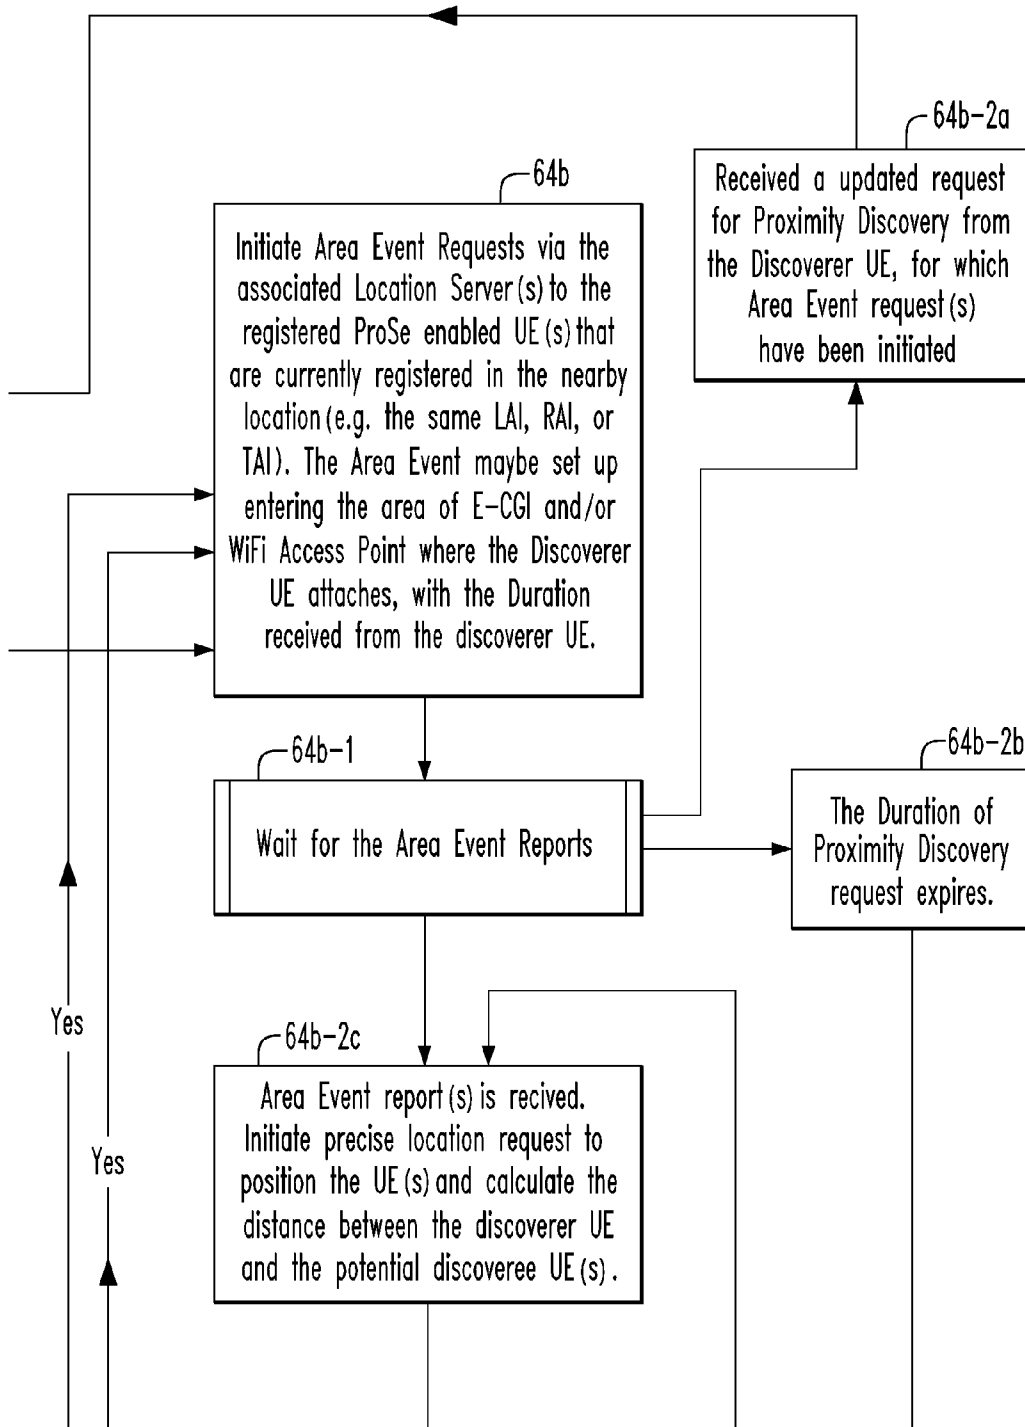 64b-2a
Received a updated request
for Proximity Discovery from
the Discoverer UE, for which
Area Event request(s)
have been initiated
64b
Initiate Area Event Requests via the
associated Location Server(s) to the
registered ProSe enabled UE(s) that
are currently registered in the nearby
location (e.g. the same LAI, RAI, or
TAI). The Area Event maybe set up
entering the area of E-CGI and/or
WiFi Access Point where the Discoverer
UE attaches, with the Duration
received from the discoverer UE.
64b-1
Wait for the Area Event Reports
64b-2b
The Duration of
Proximity Discovery
request expires.
Yes
Yes
64b-2c
Area Event report(s) is recived.
Initiate precise location request to
position the UE(s) and calculate the
distance between the discoverer UE
and the potential discoveree UE(s).